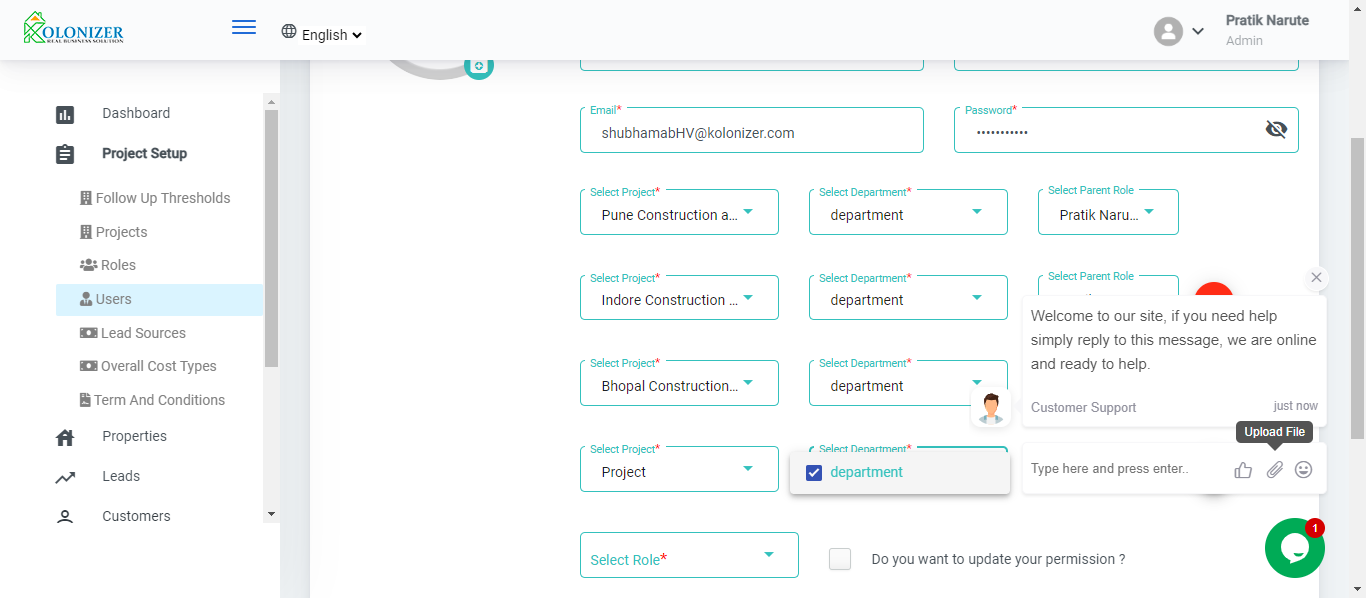 KOLONIZER
REAL BUSINESS SOLUTION
English
Pratik Narute
Admin
Dashboard
Project Setup
Follow Up Thresholds
Projects
Roles
Users
Lead Sources
Overall Cost Types
Term And Conditions
Properties
Leads
Customers
Email*
shubhamabHV@kolonizer.com
Password*
•••••••••••
Select Project*
Pune Construction a...
Select Department*
department
Select Parent Role
Pratik Naru...
Select Project*
Indore Construction ...
Select Department*
department
Select Parent Role
Select Project*
Bhopal Construction...
Select Department*
department
Select Project*
Project
Select Department*
department
Select Role*
Do you want to update your permission ?
Welcome to our site, if you need help
simply reply to this message, we are online
and ready to help.
Customer Support
just now
Upload File
Type here and press enter..
1